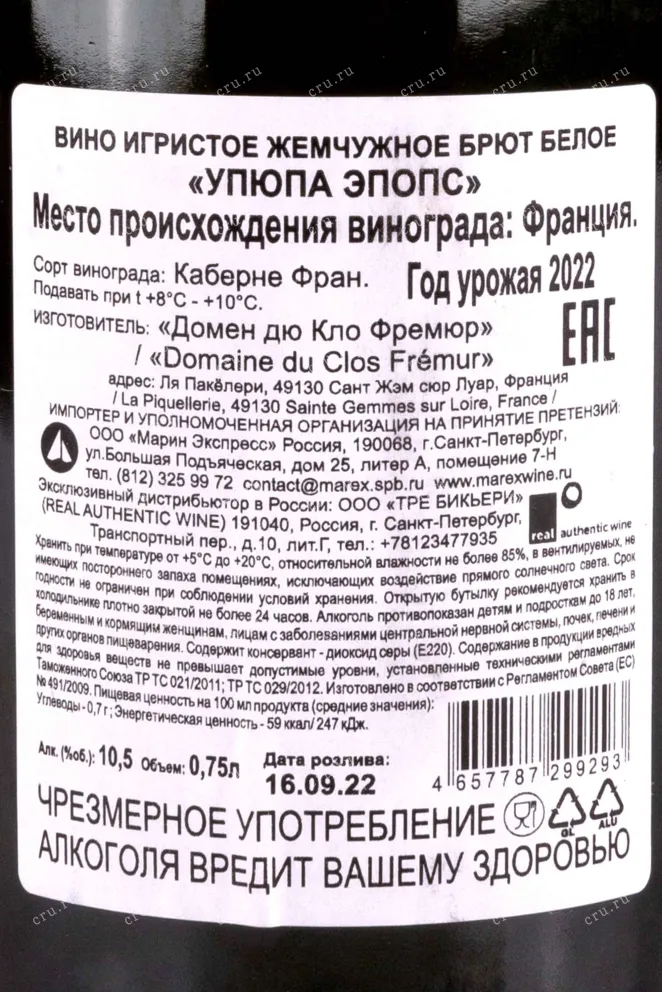 ВИНО ИГРИСТОЕ ЖЕМЧУЖНОЕ БРЮТ БЕЛОЕ
«УПЮПА ЭПОПС»
Место происхождения винограда: Франция.
Сорт винограда: Каберне Фран. Год урожая 2022
Подавать при t +8°C - +10°C.
ИЗГОТОВИТЕЛЬ: «Домен дю Кло Фремюр» EAC
/ «Domaine du Clos Frémur»
адрес: Ля Пакёлери, 49130 Сант Жэм сюр Луар, Франция
/ La Piquellerie, 49130 Sainte Gemmes sur Loire, France /
ИМПОРТЕР И УПОЛНОМОЧЕННАЯ ОРГАНИЗАЦИЯ НА ПРИНЯТИЕ ПРЕТЕНЗИЙ:
ООО «Марин Экспресс» Россия, 190068, г.Санкт-Петербург,
ул.Большая Подъяческая, дом 25, литер А, помещение 7-Н
тел. (812) 325 99 72 contact@marex.spb.ru www.marexwine.ru
Эксклюзивный дистрибьютор в России: ООО «ТРЕ БИКЬЕРИ»
(REAL AUTHENTIC WINE) 191040, Россия, г. Санкт-Петербург,
Транспортный пер., д.10, лит.Г, тел.: +78123477935
real authentic wine
Хранить при температуре от +5°С до +20°С, относительной влажности не более 85%, в вентилируемых, не
имеющих постороннего запаха помещениях, исключающих воздействие прямого солнечного света. Срок
годности не ограничен при соблюдении условий хранения. Открытую бутылку рекомендуется хранить в
холодильнике плотно закрытой не более 24 часов. Алкоголь противопоказан детям и подросткам до 18 лет,
беременным и кормящим женщинам, лицам с заболеваниями центральной нервной системы, почек, печени и
других органов пищеварения. Содержит консервант - диоксид серы (E220). Содержание в продукции вредных
для здоровья веществ не превышает допустимые уровни, установленные техническими регламентами
Таможенного Союза ТР ТС 021/2011; ТР ТС 029/2012. Изготовлено в соответствии с Регламентом Совета (ЕС)
№ 491/2009. Пищевая ценность на 100 мл продукта (средние значения):
Углеводы - 0,7 г; Энергетическая ценность - 59 ккал/ 247 кДж.
Алк. (%об.): 10,5 Объем: 0,75л
Дата розлива:
16.09.22
4 657787 299293
ЧРЕЗМЕРНОЕ УПОТРЕБЛЕНИЕ
GL ALU
АЛКОГОЛЯ ВРЕДИТ ВАШЕМУ ЗДОРОВЬЮ
cru.ru